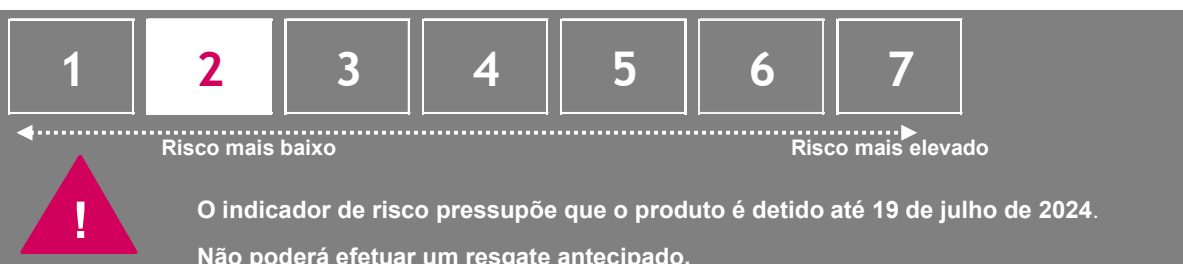 1 2 3 4 5 6 7
Risco mais baixo Risco mais elevado
!
O indicador de risco pressupõe que o produto é detido até 19 de julho de 2024.
Não poderá efetuar um resgate antecipado.